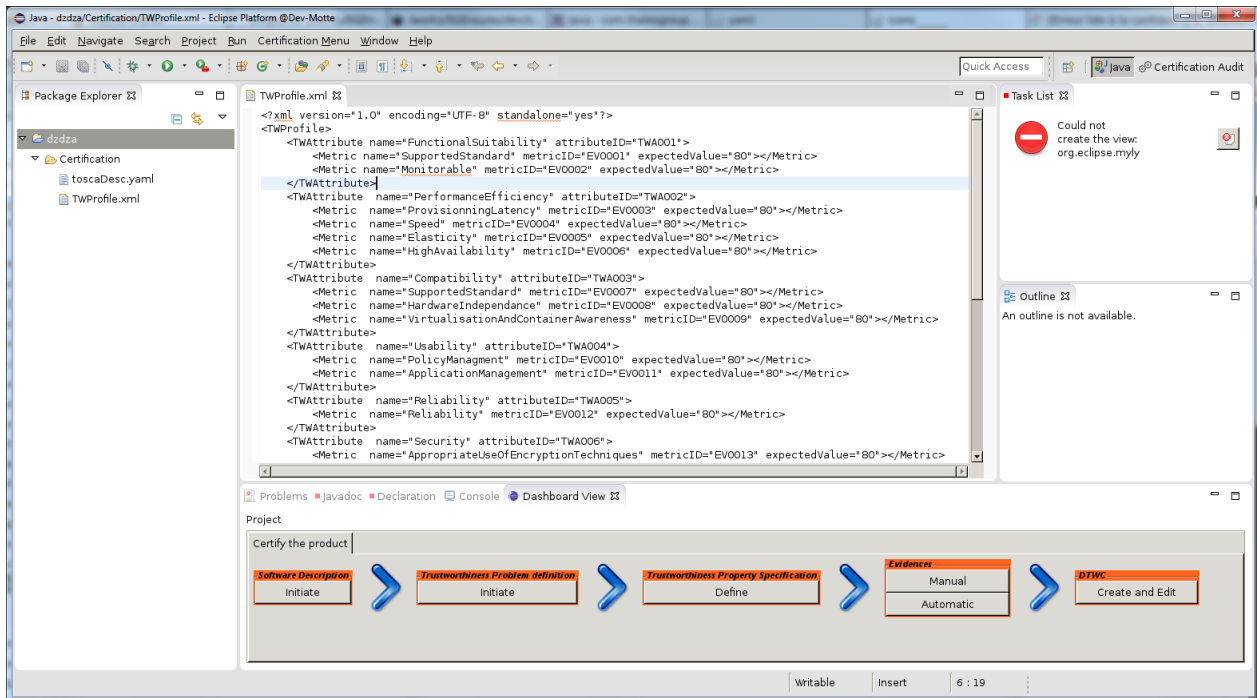 Java - dzdza/Certification/TWProfile.xml - Eclipse Platform @Dev-Motte
File Edit Navigate Search Project Run Certification Menu Window Help
Quick Access
Java
Certification Audit
Package Explorer
dzdza
Certification
toscaDesc.yaml
TWProfile.xml
TWProfile.xml
<?xml version="1.0" encoding="UTF-8" standalone="yes"?>
<TWProfile>
<TWAttribute name="FunctionalSuitability" attributeID="TWA001">
<Metric name="SupportedStandard" metricID="EV0001" expectedValue="80"></Metric>
<Metric name="Monitorable" metricID="EV0002" expectedValue="80"></Metric>
</TWAttribute>
<TWAttribute name="PerformanceEfficiency" attributeID="TWA002">
<Metric name="ProvisionningLatency" metricID="EV0003" expectedValue="80"></Metric>
<Metric name="Speed" metricID="EV0004" expectedValue="80"></Metric>
<Metric name="Elasticity" metricID="EV0005" expectedValue="80"></Metric>
<Metric name="HighAvailability" metricID="EV0006" expectedValue="80"></Metric>
</TWAttribute>
<TWAttribute name="Compatibility" attributeID="TWA003">
<Metric name="SupportedStandard" metricID="EV0007" expectedValue="80"></Metric>
<Metric name="HardwareIndependance" metricID="EV0008" expectedValue="80"></Metric>
<Metric name="VirtualisationAndContainerAwareness" metricID="EV0009" expectedValue="80"></Metric>
</TWAttribute>
<TWAttribute name="Usability" attributeID="TWA004">
<Metric name="PolicyManagment" metricID="EV0010" expectedValue="80"></Metric>
<Metric name="ApplicationManagement" metricID="EV0011" expectedValue="80"></Metric>
</TWAttribute>
<TWAttribute name="Reliability" attributeID="TWA005">
<Metric name="Reliability" metricID="EV0012" expectedValue="80"></Metric>
</TWAttribute>
<TWAttribute name="Security" attributeID="TWA006">
<Metric name="AppropriateUseOfEncryptionTechniques" metricID="EV0013" expectedValue="80"></Metric>
Task List
Could not
create the view:
org.eclipse.myly
Outline
An outline is not available.
Problems Javadoc Declaration Console Dashboard View
Project
Certify the product
Software Description
Initiate
Trustworthiness Problem definition
Initiate
Trustworthiness Property Specification
Define
Evidences
Manual
Automatic
DTWC
Create and Edit
Writable Insert 6 : 19